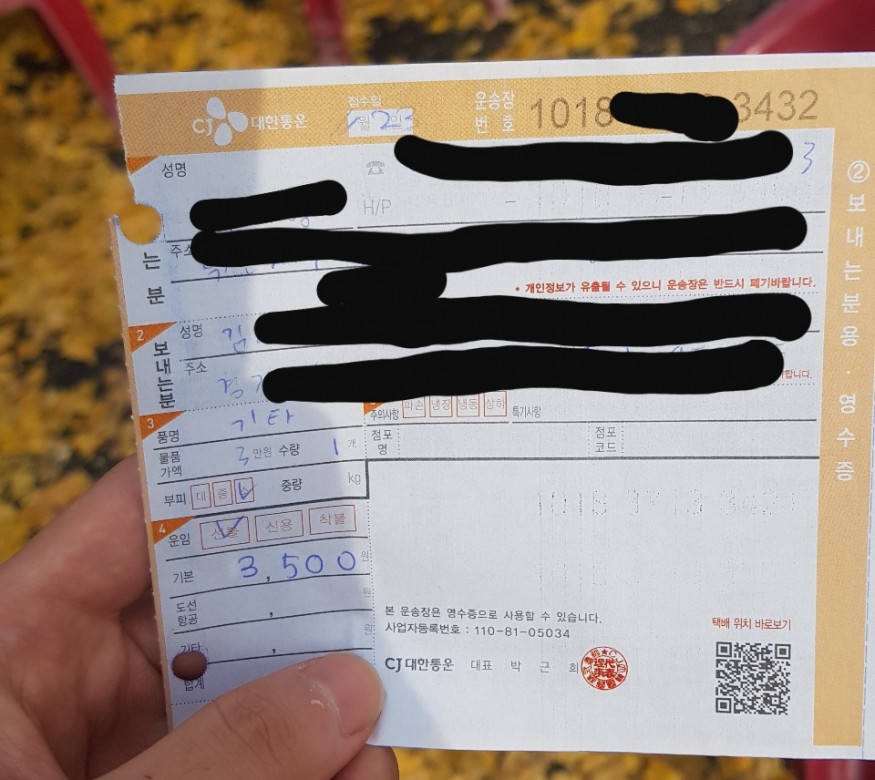 CJ 대한통운
접수일
월 2 일
운송장
번 호
1018 3432
성명
3
H/P
는
분
주소
* 개인정보가 유출될 수 있으니 운송장은 반드시 폐기바랍니다.
2
보내는분
성명 김
주소
합니다.
3
품명 기타
물품
가액
3 만원 수량 1 개
부피 대 중 중량 kg
주의사항 파손 냉장 냉동 상하 특기사항
점포
명
점포
코드
4
운임 선불 신용 착불
기본 3,500 원
도선
항공
,
원
기타
,
원
합계
본 운송장은 영수증으로 사용할 수 있습니다.
사업자등록번호 : 110-81-05034
CJ 대한통운 대표 박 근 희
택배 위치 바로보기
② 보내는분용 · 영수증